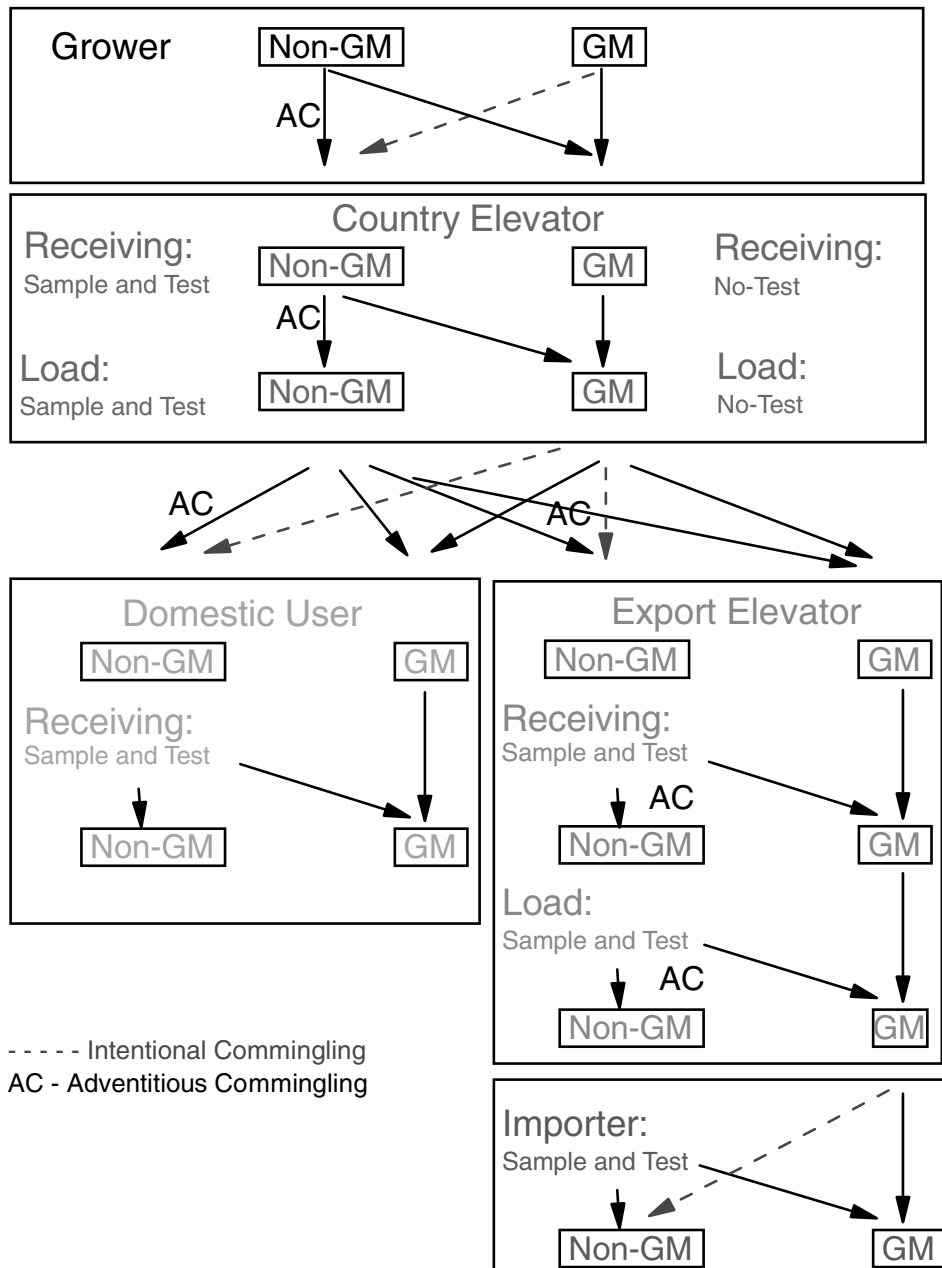 Grower
Non-GM
GM
AC
Country Elevator
Receiving:
Sample and Test
Non-GM
GM
Receiving:
No-Test
AC
Load:
Sample and Test
Non-GM
GM
Load:
No-Test
AC
AC
Domestic User
Non-GM
GM
Receiving:
Sample and Test
Non-GM
GM
Export Elevator
Non-GM
GM
Receiving:
Sample and Test
AC
Non-GM
GM
Load:
Sample and Test
AC
Non-GM
GM
- - - - - Intentional Commingling
AC - Adventitious Commingling
Importer:
Sample and Test
Non-GM
GM